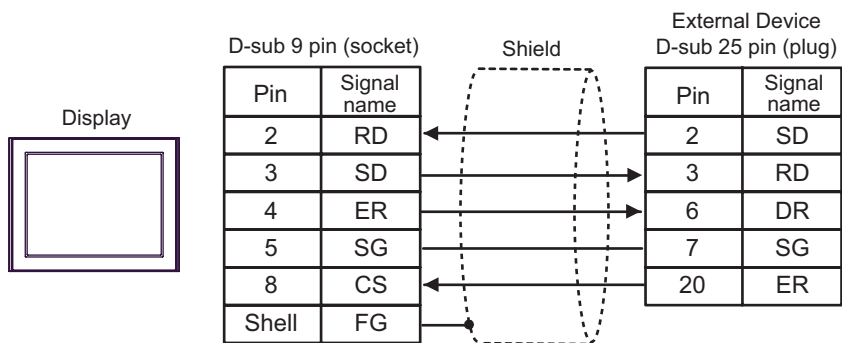 External Device
D-sub 9 pin (socket) Shield D-sub 25 pin (plug)
Display
Pin Signal name Pin Signal name
2 RD 2 SD
3 SD 3 RD
4 ER 6 DR
5 SG 7 SG
8 CS 20 ER
Shell FG